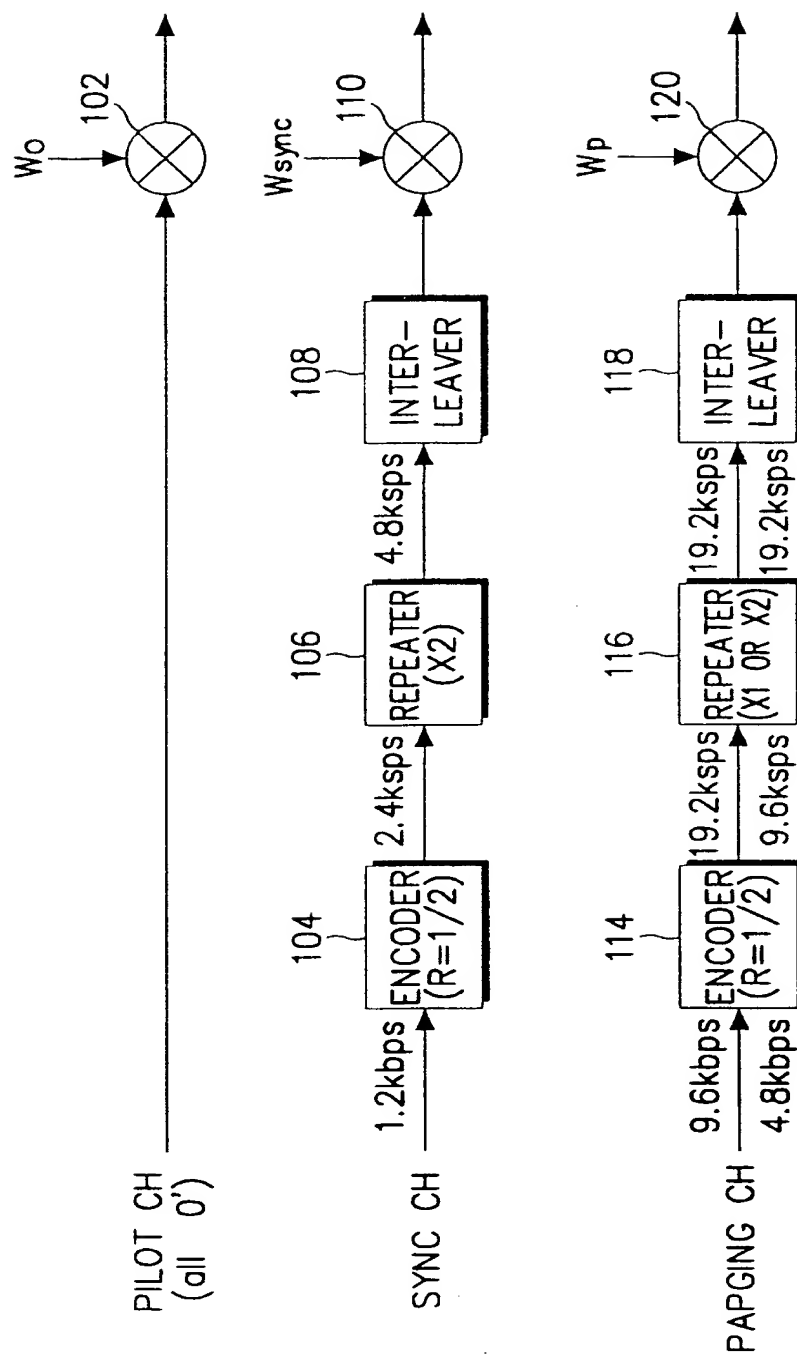 PILOT CH
(all 0')
Wo
102
SYNC CH
1.2kbps
104
ENCODER
(R=1/2)
2.4ksps
106
REPEATER
(X2)
4.8ksps
108
INTER-
LEAVER
Wsync
110
PAPGING CH
9.6kbps
4.8kbps
114
ENCODER
(R=1/2)
19.2ksps
9.6ksps
116
REPEATER
(X1 OR X2)
19.2ksps
19.2ksps
118
INTER-
LEAVER
Wp
120